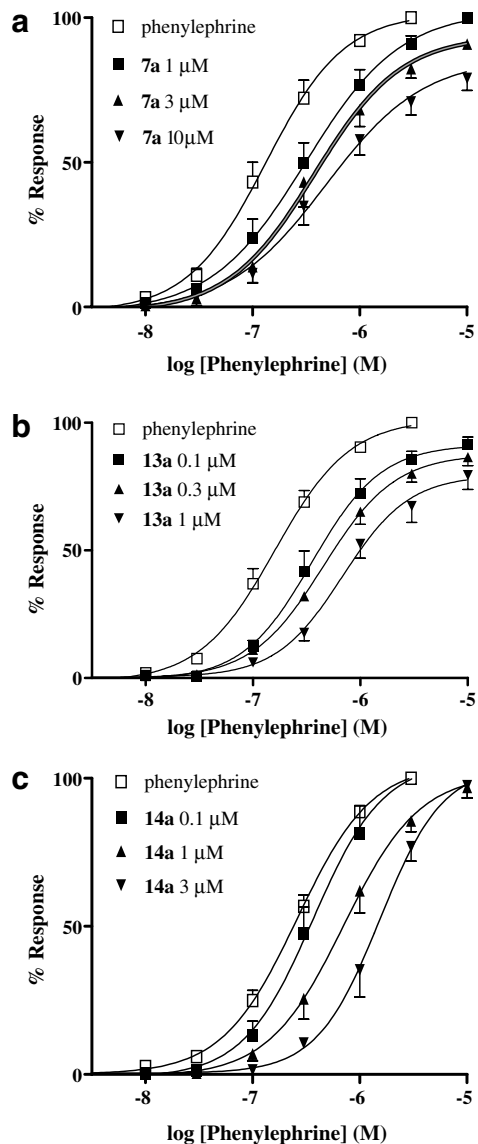 a
100
50
0
% Response
phenylephrine
7a 1 μM
7a 3 μM
7a 10μM
-8 -7 -6 -5
log [Phenylephrine] (M)
b
100
50
0
% Response
phenylephrine
13a 0.1 μM
13a 0.3 μM
13a 1 μM
-8 -7 -6 -5
log [Phenylephrine] (M)
c
100
50
0
% Response
phenylephrine
14a 0.1 μM
14a 1 μM
14a 3 μM
-8 -7 -6 -5
log [Phenylephrine] (M)